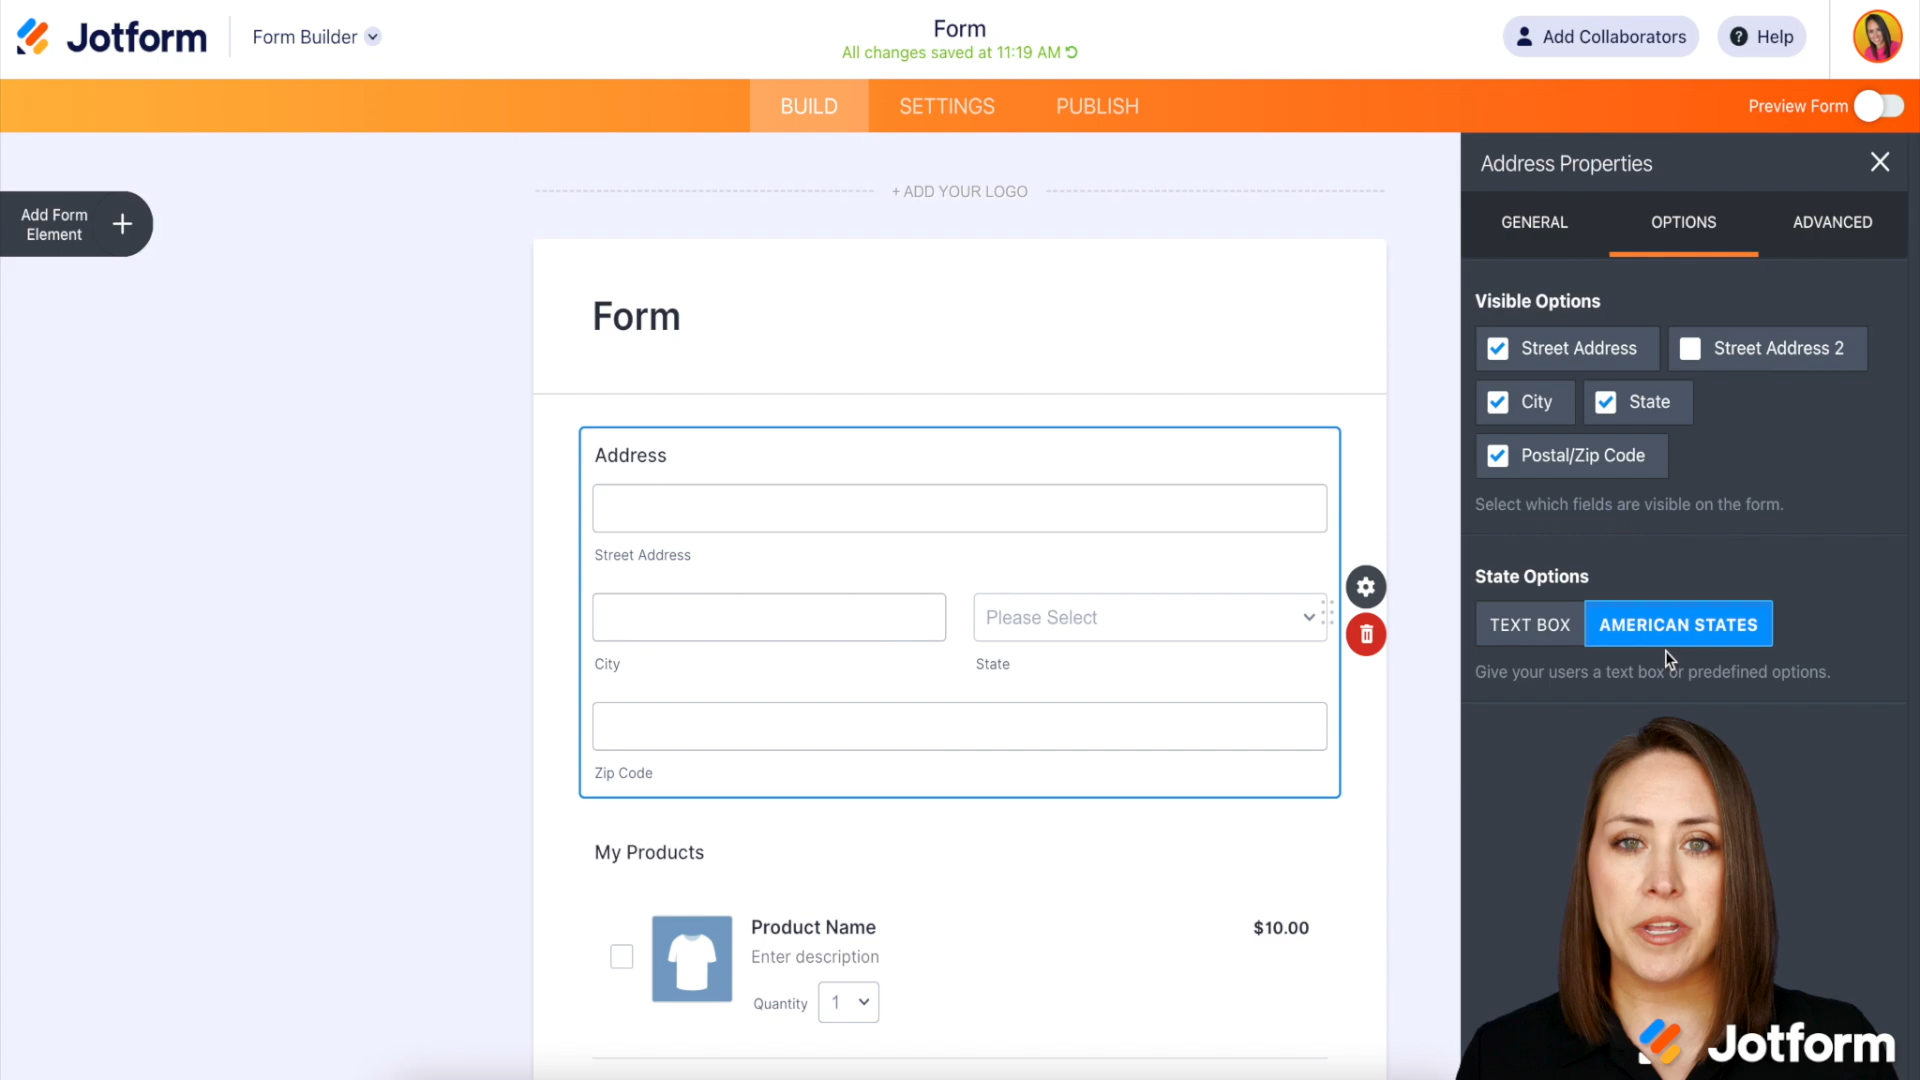 Jotform
Form Builder
Form
All changes saved at 11:19 AM
Add Collaborators
Help
BUILD
SETTINGS
PUBLISH
Preview Form
Add Form
Element
+ ADD YOUR LOGO
Form
Address
Street Address
Please Select
City
State
Zip Code
My Products
Product Name
$10.00
Enter description
Quantity
1
Address Properties
GENERAL
OPTIONS
ADVANCED
Visible Options
Street Address
Street Address 2
City
State
Postal/Zip Code
Select which fields are visible on the form.
State Options
TEXT BOX
AMERICAN STATES
Give your users a text box or predefined options.
Jotform